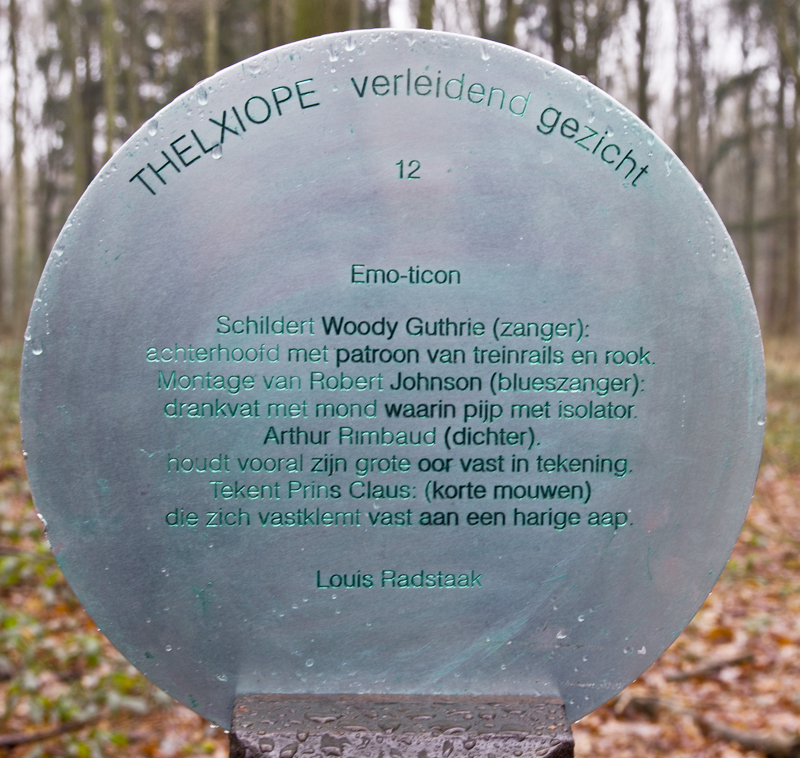 THELXIOPE verleidend gezicht
12
Emo-ticon
Schildert Woody Guthrie (zanger):
achterhoofd met patroon van treinrails en rook.
Montage van Robert Johnson (blueszanger):
drankvat met mond waarin pijp met isolator.
Arthur Rimbaud (dichter).
houdt vooral zijn grote oor vast in tekening.
Tekent Prins Claus: (korte mouwen)
die zich vastklemt vast aan een harige aap.
Louis Radstaak